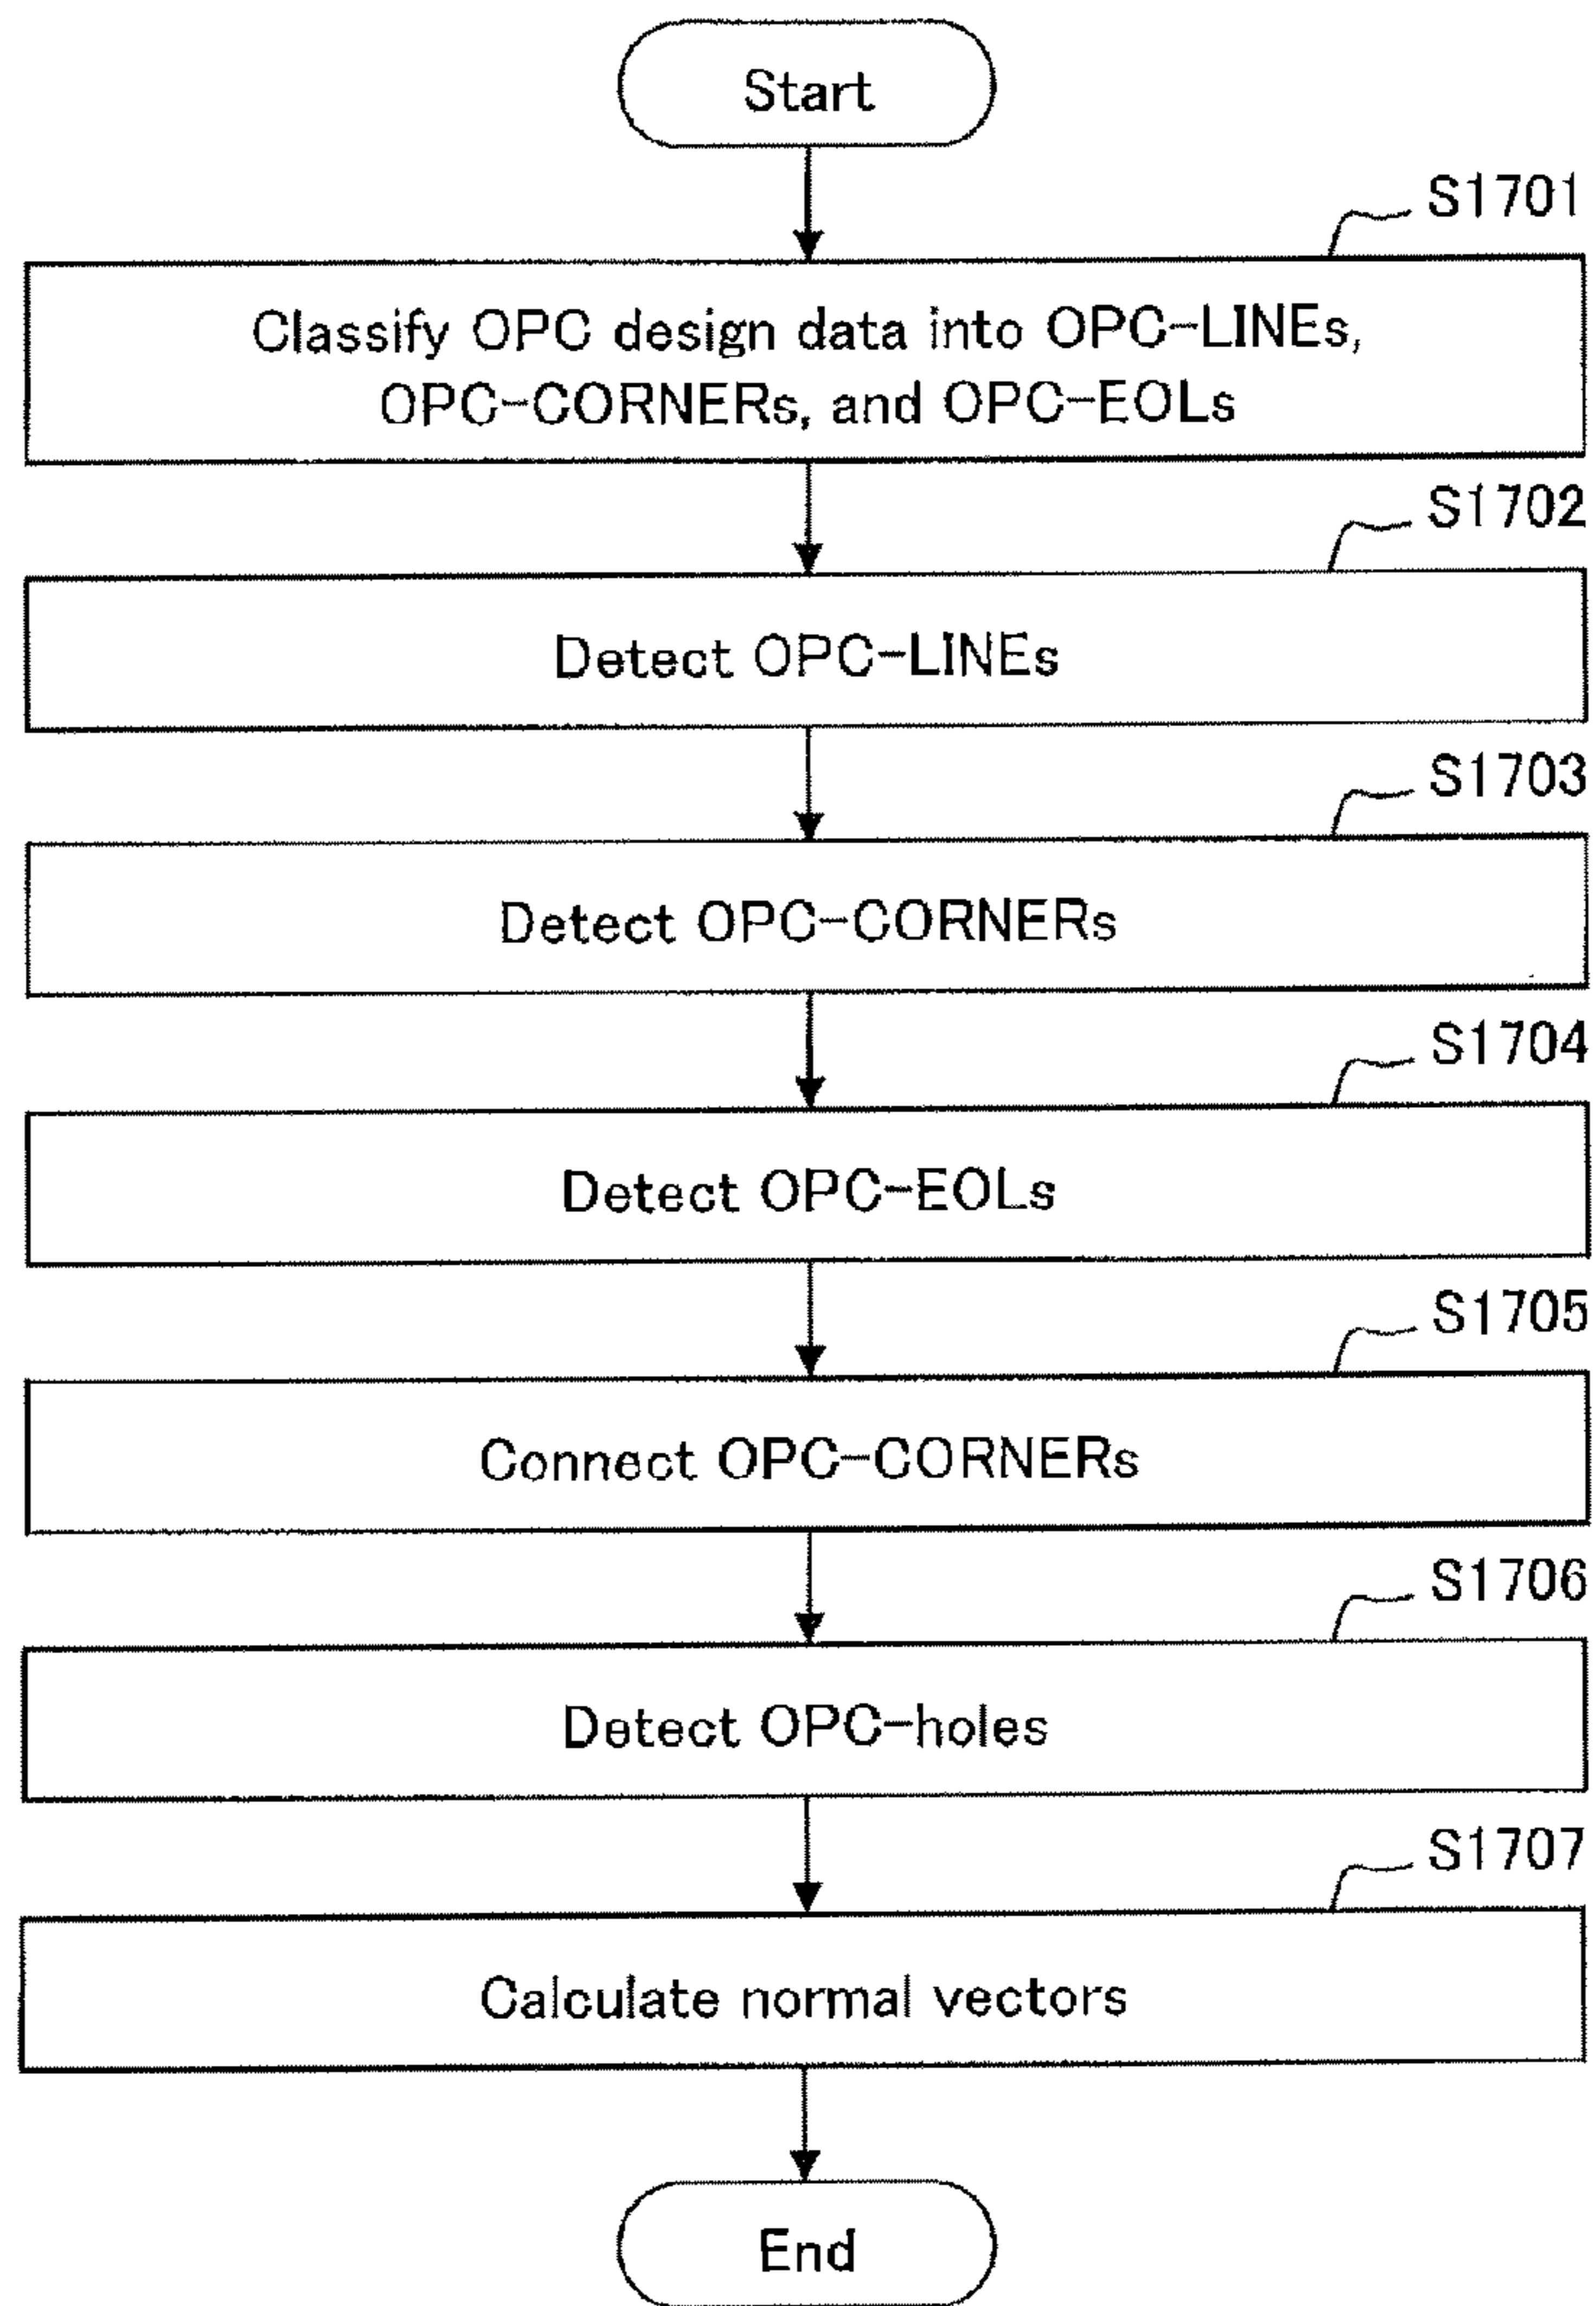 Start
S1701
Classify OPC design data into OPC-LINEs,
OPC-CORNERs, and OPC-EOLs
S1702
Detect OPC-LINEs
S1703
Detect OPC-CORNERs
S1704
Detect OPC-EOLs
S1705
Connect OPC-CORNERs
S1706
Detect OPC-holes
S1707
Calculate normal vectors
End